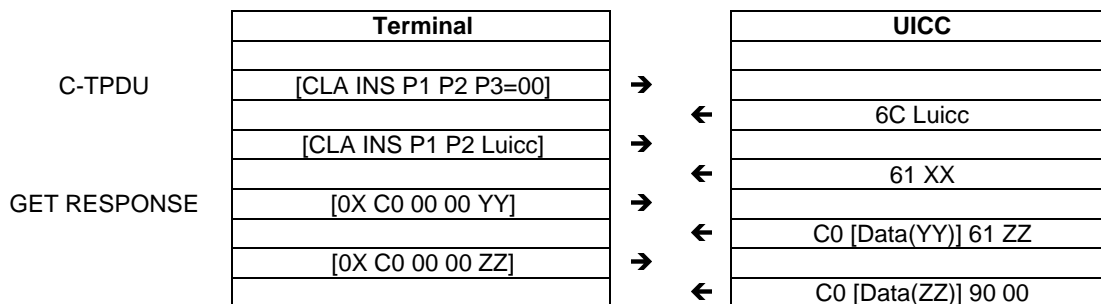 Terminal UICC
C-TPDU [CLA INS P1 P2 P3=00] →
← 6C Luicc
[CLA INS P1 P2 Luicc] →
← 61 XX
GET RESPONSE [0X C0 00 00 YY] →
← C0 [Data(YY)] 61 ZZ
[0X C0 00 00 ZZ] →
← C0 [Data(ZZ)] 90 00